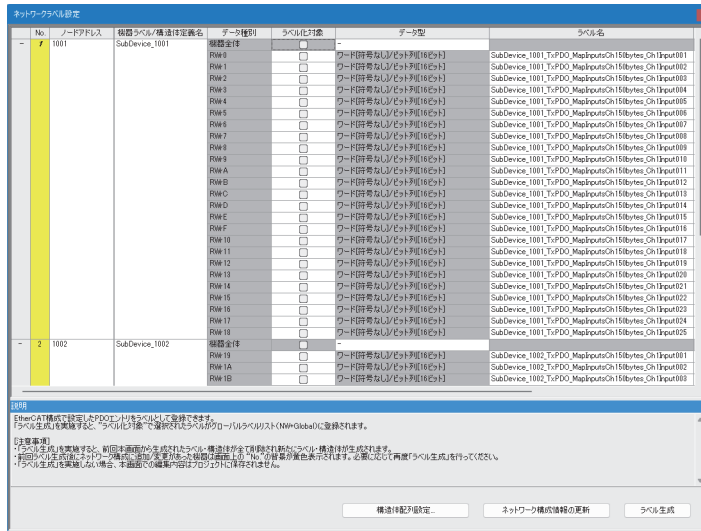 ネットワークラベル設定
No. ノードアドレス 機器ラベル/構造体定義名 データ種別 ラベル化対象 データ型 ラベル名
− 1 1001 SubDevice_1001 機器全体 −
RWr0 ワード[符号なし]/ビット列[16ビット] SubDevice_1001_TxPDO_MapInputsCh150bytes_Ch1Input001
RWr1 ワード[符号なし]/ビット列[16ビット] SubDevice_1001_TxPDO_MapInputsCh150bytes_Ch1Input002
RWr2 ワード[符号なし]/ビット列[16ビット] SubDevice_1001_TxPDO_MapInputsCh150bytes_Ch1Input003
RWr3 ワード[符号なし]/ビット列[16ビット] SubDevice_1001_TxPDO_MapInputsCh150bytes_Ch1Input004
RWr4 ワード[符号なし]/ビット列[16ビット] SubDevice_1001_TxPDO_MapInputsCh150bytes_Ch1Input005
RWr5 ワード[符号なし]/ビット列[16ビット] SubDevice_1001_TxPDO_MapInputsCh150bytes_Ch1Input006
RWr6 ワード[符号なし]/ビット列[16ビット] SubDevice_1001_TxPDO_MapInputsCh150bytes_Ch1Input007
RWr7 ワード[符号なし]/ビット列[16ビット] SubDevice_1001_TxPDO_MapInputsCh150bytes_Ch1Input008
RWr8 ワード[符号なし]/ビット列[16ビット] SubDevice_1001_TxPDO_MapInputsCh150bytes_Ch1Input009
RWr9 ワード[符号なし]/ビット列[16ビット] SubDevice_1001_TxPDO_MapInputsCh150bytes_Ch1Input010
RWrA ワード[符号なし]/ビット列[16ビット] SubDevice_1001_TxPDO_MapInputsCh150bytes_Ch1Input011
RWrB ワード[符号なし]/ビット列[16ビット] SubDevice_1001_TxPDO_MapInputsCh150bytes_Ch1Input012
RWrC ワード[符号なし]/ビット列[16ビット] SubDevice_1001_TxPDO_MapInputsCh150bytes_Ch1Input013
RWrD ワード[符号なし]/ビット列[16ビット] SubDevice_1001_TxPDO_MapInputsCh150bytes_Ch1Input014
RWrE ワード[符号なし]/ビット列[16ビット] SubDevice_1001_TxPDO_MapInputsCh150bytes_Ch1Input015
RWrF ワード[符号なし]/ビット列[16ビット] SubDevice_1001_TxPDO_MapInputsCh150bytes_Ch1Input016
RWr10 ワード[符号なし]/ビット列[16ビット] SubDevice_1001_TxPDO_MapInputsCh150bytes_Ch1Input017
RWr11 ワード[符号なし]/ビット列[16ビット] SubDevice_1001_TxPDO_MapInputsCh150bytes_Ch1Input018
RWr12 ワード[符号なし]/ビット列[16ビット] SubDevice_1001_TxPDO_MapInputsCh150bytes_Ch1Input019
RWr13 ワード[符号なし]/ビット列[16ビット] SubDevice_1001_TxPDO_MapInputsCh150bytes_Ch1Input020
RWr14 ワード[符号なし]/ビット列[16ビット] SubDevice_1001_TxPDO_MapInputsCh150bytes_Ch1Input021
RWr15 ワード[符号なし]/ビット列[16ビット] SubDevice_1001_TxPDO_MapInputsCh150bytes_Ch1Input022
RWr16 ワード[符号なし]/ビット列[16ビット] SubDevice_1001_TxPDO_MapInputsCh150bytes_Ch1Input023
RWr17 ワード[符号なし]/ビット列[16ビット] SubDevice_1001_TxPDO_MapInputsCh150bytes_Ch1Input024
RWr18 ワード[符号なし]/ビット列[16ビット] SubDevice_1001_TxPDO_MapInputsCh150bytes_Ch1Input025
− 2 1002 SubDevice_1002 機器全体 −
RWr19 ワード[符号なし]/ビット列[16ビット] SubDevice_1002_TxPDO_MapInputsCh150bytes_Ch1Input001
RWr1A ワード[符号なし]/ビット列[16ビット] SubDevice_1002_TxPDO_MapInputsCh150bytes_Ch1Input002
RWr1B ワード[符号なし]/ビット列[16ビット] SubDevice_1002_TxPDO_MapInputsCh150bytes_Ch1Input003
説明
EtherCAT構成で設定したPDOエントリをラベルとして登録できます。
「ラベル生成」を実施すると、"ラベル化対象"で選択されたラベルがグローバルラベルリスト(NWrGlobal)に登録されます。
[注意事項]
・「ラベル生成」を実施すると、前回本画面から生成されたラベル・構造体が全て削除され新たにラベル・構造体が生成されます。
・前回ラベル生成後にネットワーク構成に追加/変更があった機器は画面上の"No."の背景が黄色表示されます。必要に応じて再度「ラベル生成」を行ってください。
・「ラベル生成」を実施しない場合、本画面での編集内容はプロジェクトに保存されません。
構造体配列設定... ネットワーク構成情報の更新 ラベル生成